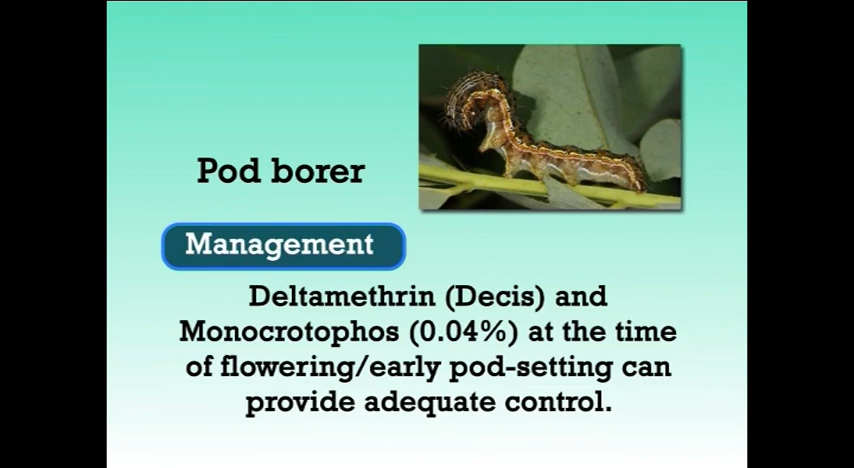 Pod borer
Management
Deltamethrin (Decis) and
Monocrotophos (0.04%) at the time
of flowering/early pod-setting can
provide adequate control.